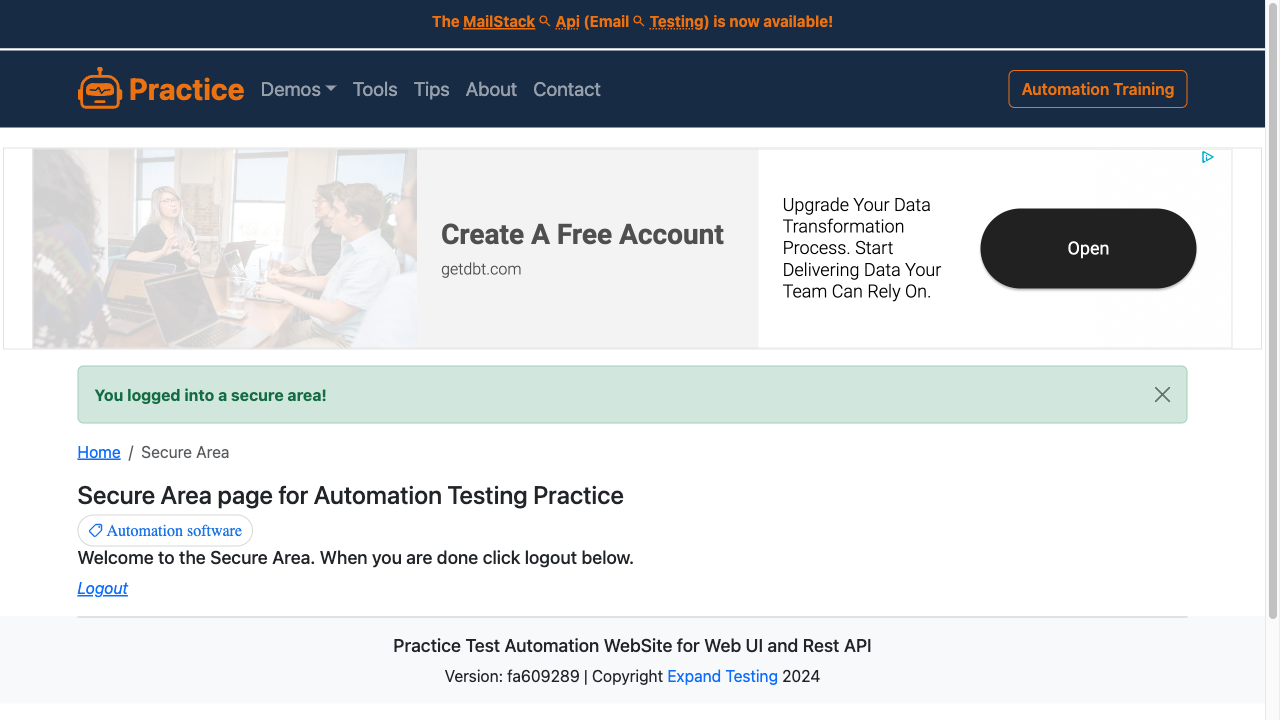 The MailStack Api (Email Testing) is now available!
Practice
Demos
Tools
Tips
About
Contact
Automation Training
Create A Free Account
getdbt.com
Upgrade Your Data
Transformation
Process. Start
Delivering Data Your
Team Can Rely On.
Open
You logged into a secure area!
Home / Secure Area
Secure Area page for Automation Testing Practice
Automation software
Welcome to the Secure Area. When you are done click logout below.
Logout
Practice Test Automation WebSite for Web UI and Rest API
Version: fa609289 | Copyright Expand Testing 2024